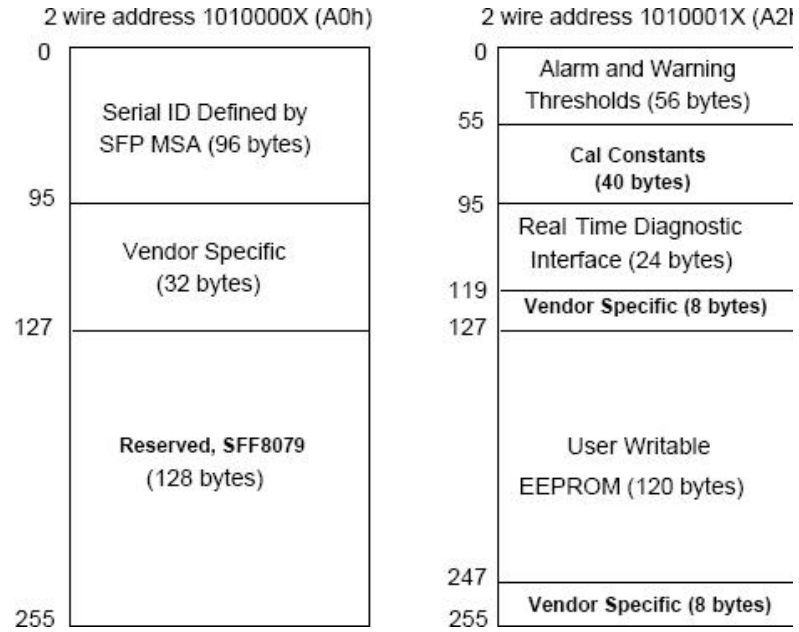 2 wire address 1010000X (A0h)
0
Serial ID Defined by
SFP MSA (96 bytes)
95
Vendor Specific
(32 bytes)
127
Reserved, SFF8079
(128 bytes)
255
2 wire address 1010001X (A2h
0
Alarm and Warning
Thresholds (56 bytes)
55
Cal Constants
(40 bytes)
95
Real Time Diagnostic
Interface (24 bytes)
119
Vendor Specific (8 bytes)
127
User Writable
EEPROM (120 bytes)
247
Vendor Specific (8 bytes)
255